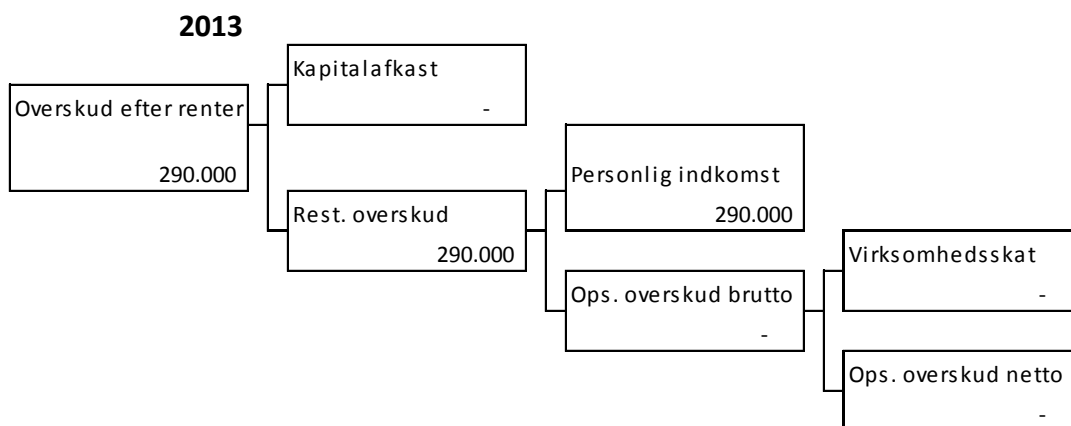 2013
Kapitalafkast
-
Overskud efter renter
290.000
Personlig indkomst
290.000
Rest. overskud
290.000
Virksomhedsskat
-
Ops. overskud brutto
-
Ops. overskud netto
-